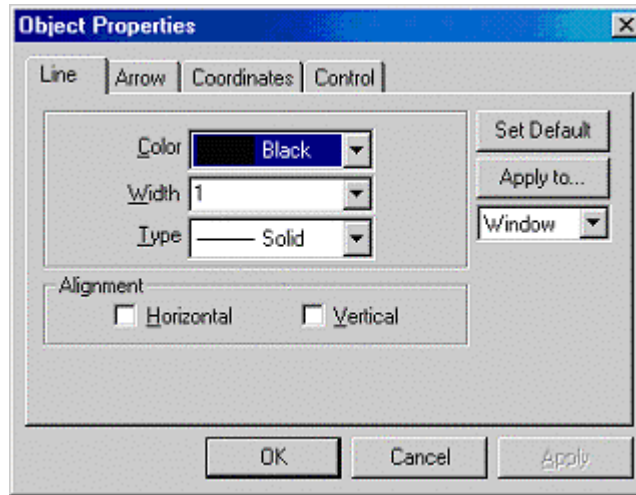 Object Properties
Line Arrow Coordinates Control
Color Black
Width 1
Type Solid
Set Default
Apply to...
Window
Alignment
Horizontal Vertical
OK Cancel Apply